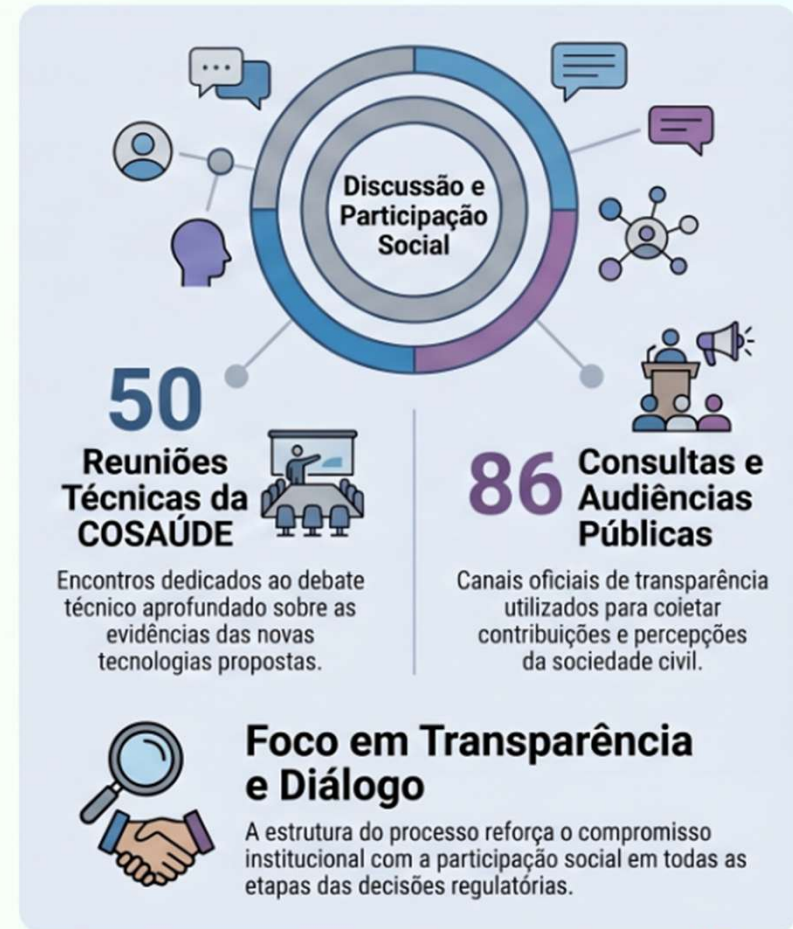 Discussão e
Participação
Social
50
Reuniões
Técnicas da
COSAÚDE
Encontros dedicados ao debate
técnico aprofundado sobre as
evidências das novas
tecnologias propostas.
86
Consultas e
Audiências
Públicas
Canais oficiais de transparência
utilizados para coletar
contribuições e percepções
da sociedade civil.
Foco em Transparência
e Diálogo
A estrutura do processo reforça o compromisso
institucional com a participação social em todas as
etapas das decisões regulatórias.